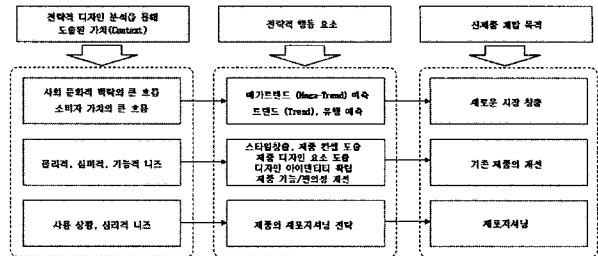 전략적 디자인 분석을 통해
도출된 가치(Context)
전략적 행동 요소
신제품 개발 목적
사회 문화적 맥락의 큰 흐름
소비자 가치의 큰 흐름
메가트렌드 (Mega-Trend) 예측
트렌드 (Trend), 유행 예측
새로운 시장 창출
물리적, 심미적, 기능적 니즈
스타일창출, 제품 컨셉 도출
제품 디자인 요소 도출
디자인 아이덴티티 확립
제품 기능/편의성 개선
기존 제품의 개선
사용 상황, 심리적 니즈
제품의 재포지셔닝 전략
재포지셔닝